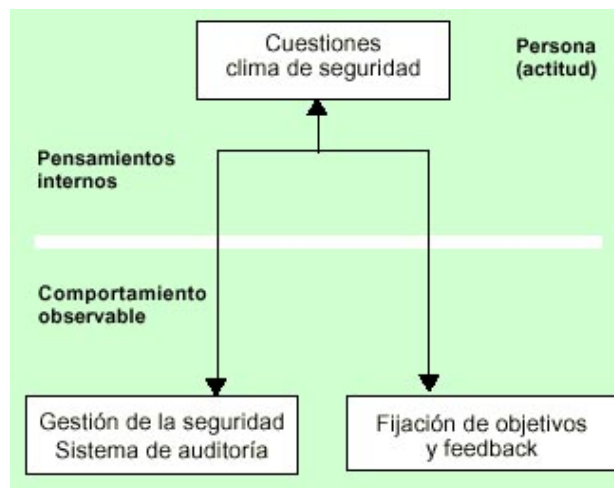 Cuestiones
clima de seguridad
Persona
(actitud)
Pensamientos
internos
Comportamiento
observable
Gestión de la seguridad
Sistema de auditoría
Fijación de objetivos
y feedback